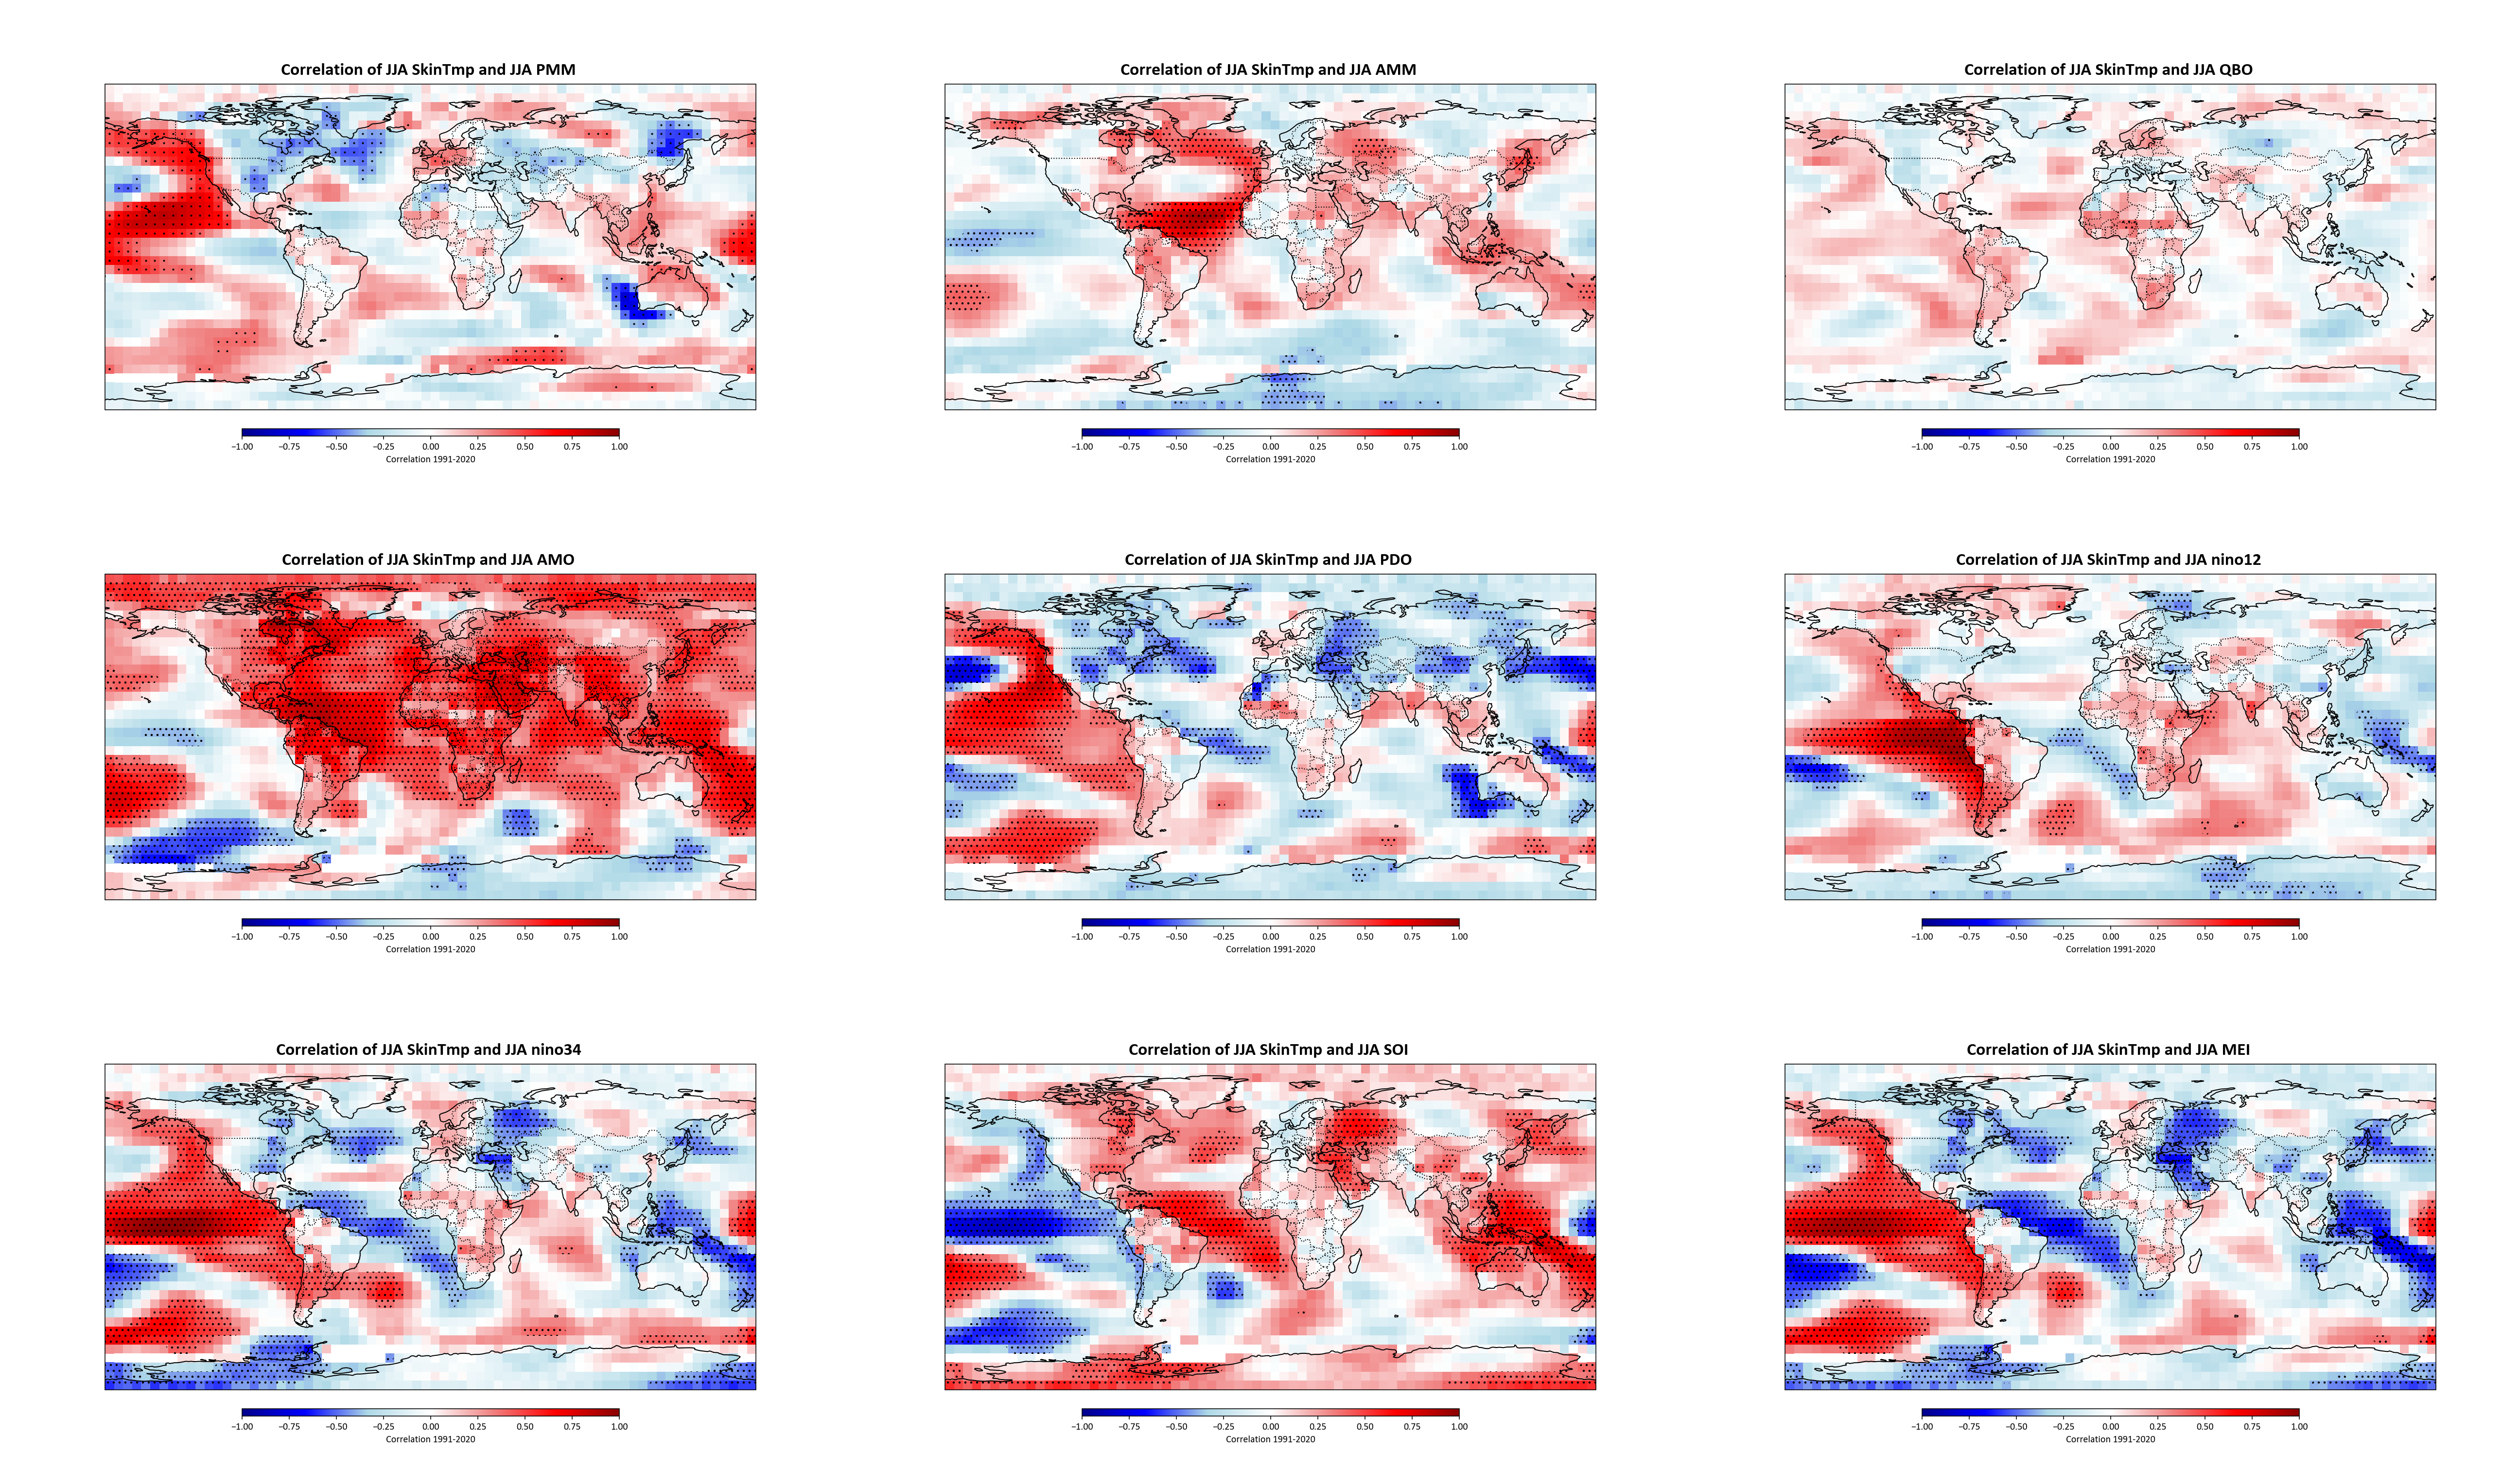 Correlation of JJA SkinTmp and JJA PMM
−1.00 −0.75 −0.50 −0.25 0.00 0.25 0.50 0.75 1.00
Correlation 1991-2020
Correlation of JJA SkinTmp and JJA AMM
−1.00 −0.75 −0.50 −0.25 0.00 0.25 0.50 0.75 1.00
Correlation 1991-2020
Correlation of JJA SkinTmp and JJA QBO
−1.00 −0.75 −0.50 −0.25 0.00 0.25 0.50 0.75 1.00
Correlation 1991-2020
Correlation of JJA SkinTmp and JJA AMO
−1.00 −0.75 −0.50 −0.25 0.00 0.25 0.50 0.75 1.00
Correlation 1991-2020
Correlation of JJA SkinTmp and JJA PDO
−1.00 −0.75 −0.50 −0.25 0.00 0.25 0.50 0.75 1.00
Correlation 1991-2020
Correlation of JJA SkinTmp and JJA nino12
−1.00 −0.75 −0.50 −0.25 0.00 0.25 0.50 0.75 1.00
Correlation 1991-2020
Correlation of JJA SkinTmp and JJA nino34
−1.00 −0.75 −0.50 −0.25 0.00 0.25 0.50 0.75 1.00
Correlation 1991-2020
Correlation of JJA SkinTmp and JJA SOI
−1.00 −0.75 −0.50 −0.25 0.00 0.25 0.50 0.75 1.00
Correlation 1991-2020
Correlation of JJA SkinTmp and JJA MEI
−1.00 −0.75 −0.50 −0.25 0.00 0.25 0.50 0.75 1.00
Correlation 1991-2020